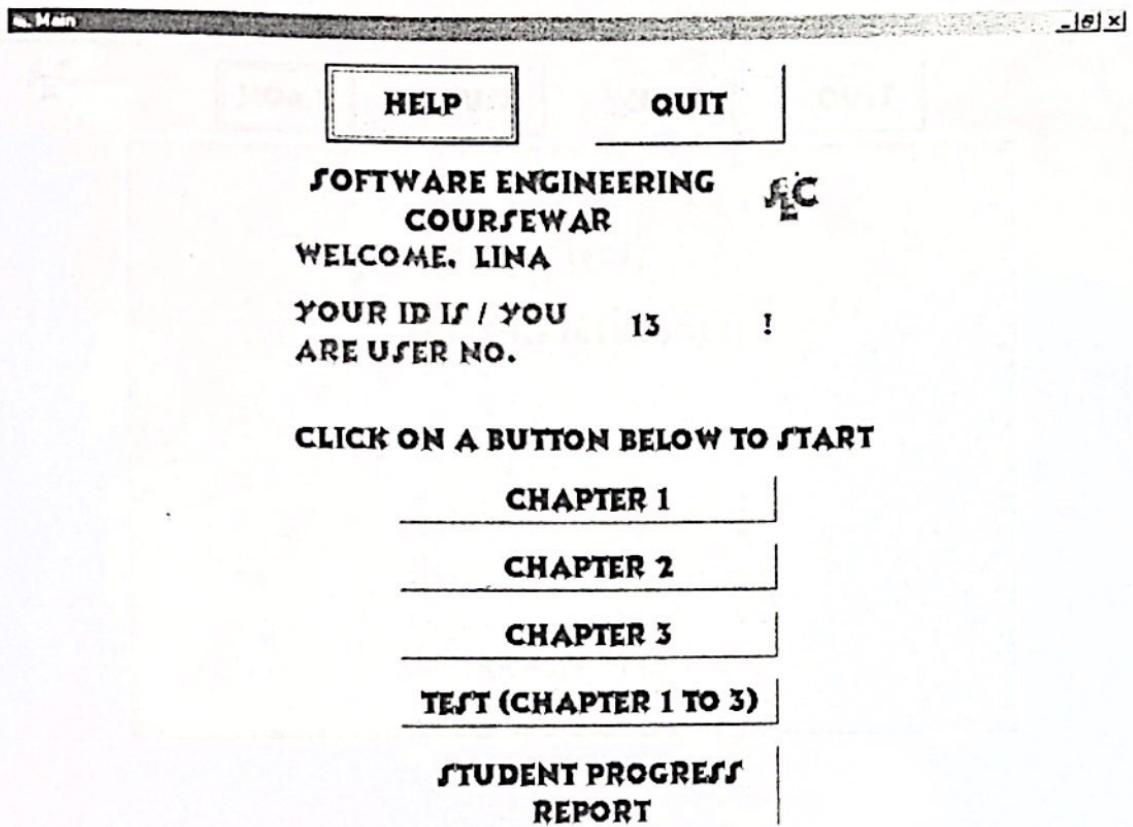 Main
HELP QUIT
SOFTWARE ENGINEERING
COURSEWAR
SEC
WELCOME. LINA
YOUR ID IS / YOU
ARE USER NO.
13 !
CLICK ON A BUTTON BELOW TO START
CHAPTER 1
CHAPTER 2
CHAPTER 3
TEST (CHAPTER 1 TO 3)
STUDENT PROGRESS
REPORT